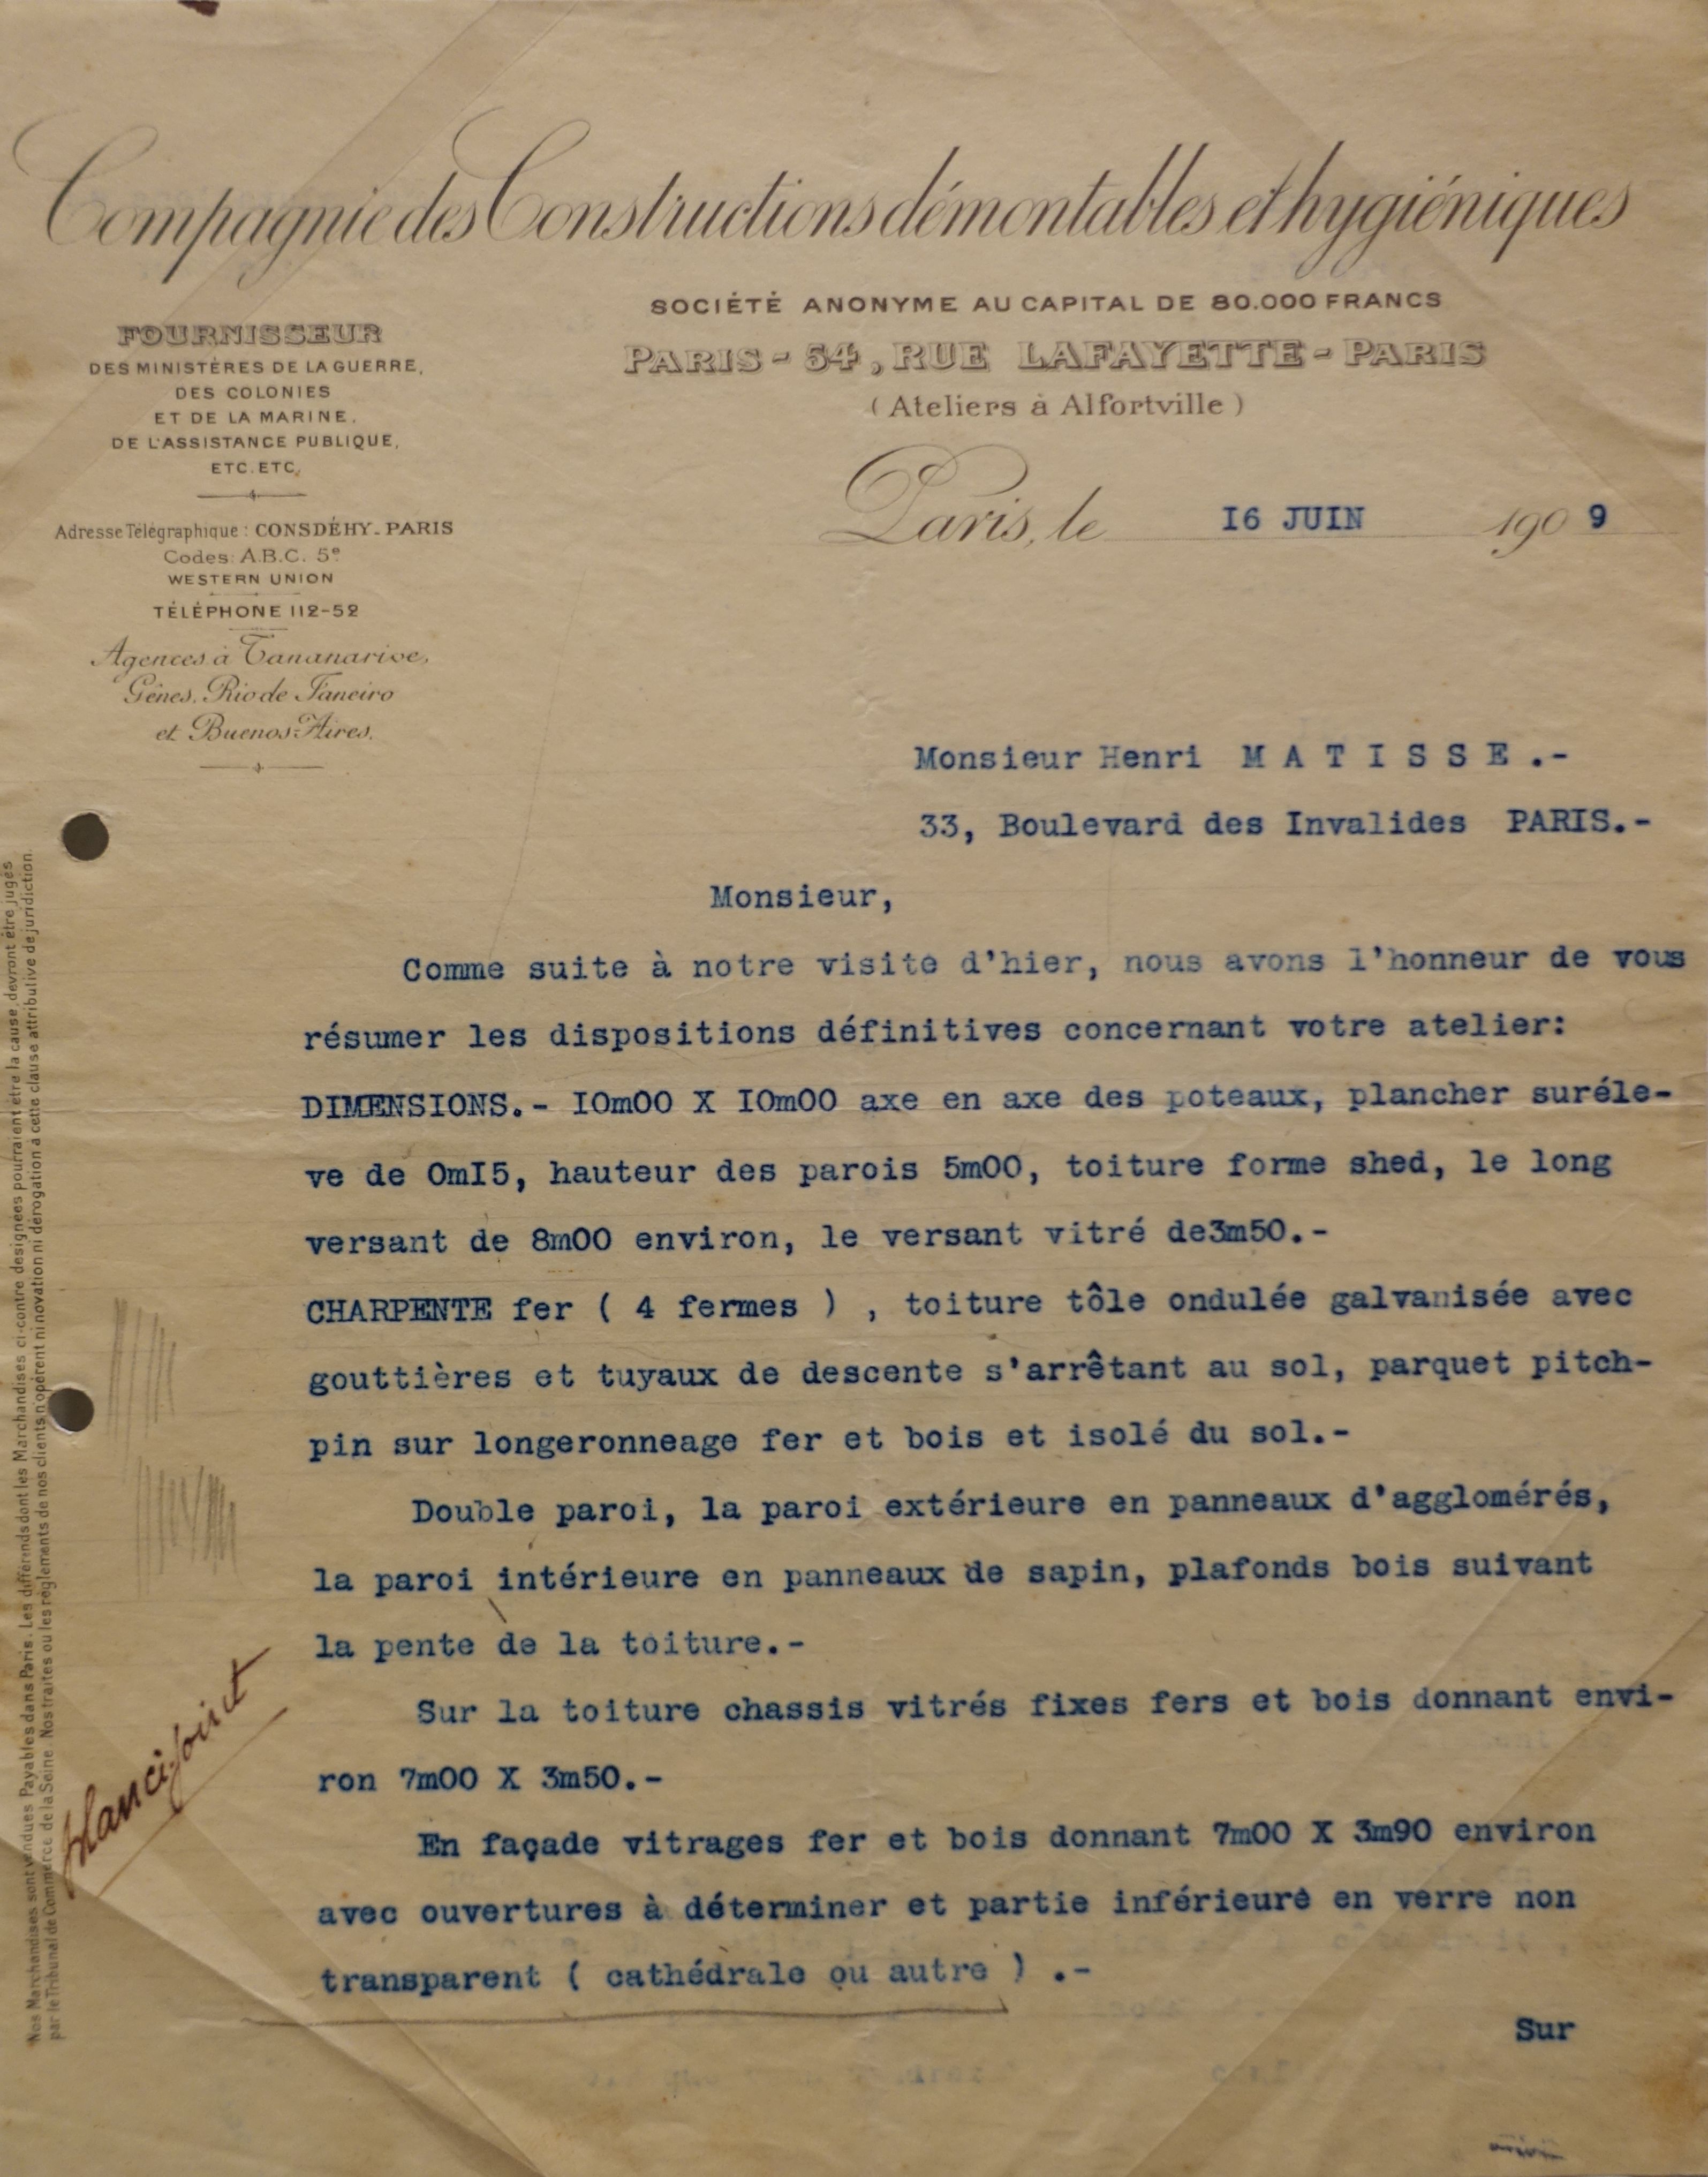 Compagnie des Constructions démontables et hygiéniques
SOCIÉTÉ ANONYME AU CAPITAL DE 80.000 FRANCS
PARIS - 54, RUE LAFAYETTE - PARIS
(Ateliers à Alfortville)
FOURNISSEUR
DES MINISTÈRES DE LA GUERRE,
DES COLONIES
ET DE LA MARINE,
DE L'ASSISTANCE PUBLIQUE,
ETC. ETC.
Adresse Télégraphique : CONSDÉHY-PARIS
Codes: A.B.C. 5e
WESTERN UNION
TÉLÉPHONE 112-52
Agences à Tananarive,
Gênes, Rio de Janeiro
et Buenos-Aires.
Paris, le I6 JUIN 1909
Monsieur Henri M A T I S S E .-
33, Boulevard des Invalides PARIS.-
Monsieur,
Comme suite à notre visite d'hier, nous avons l'honneur de vous
résumer les dispositions définitives concernant votre atelier:
DIMENSIONS.- I0m00 X I0m00 axe en axe des poteaux, plancher suréle-
ve de 0mI5, hauteur des parois 5m00, toiture forme shed, le long
versant de 8m00 environ, le versant vitré de3m50.-
CHARPENTE fer ( 4 fermes ) , toiture tôle ondulée galvanisée avec
gouttières et tuyaux de descente s'arrêtant au sol, parquet pitch-
pin sur longeronneage fer et bois et isolé du sol.-
Double paroi, la paroi extérieure en panneaux d'agglomérés,
la paroi intérieure en panneaux de sapin, plafonds bois suivant
la pente de la toiture.-
Sur la toiture chassis vitrés fixes fers et bois donnant envi-
ron 7m00 X 3m50.-
En façade vitrages fer et bois donnant 7m00 X 3m90 environ
avec ouvertures à déterminer et partie inférieure en verre non
transparent ( cathédrale ou autre ) .-
Sur
Nos Marchandises sont vendues Payables dans Paris. Les différends dont les Marchandises ci-contre désignées pourraient être la cause, devront être jugés
par le Tribunal de Commerce de la Seine. Nos traites ou les règlements de nos clients n'opèrent ni novation ni dérogation à cette clause attributive de juridiction.